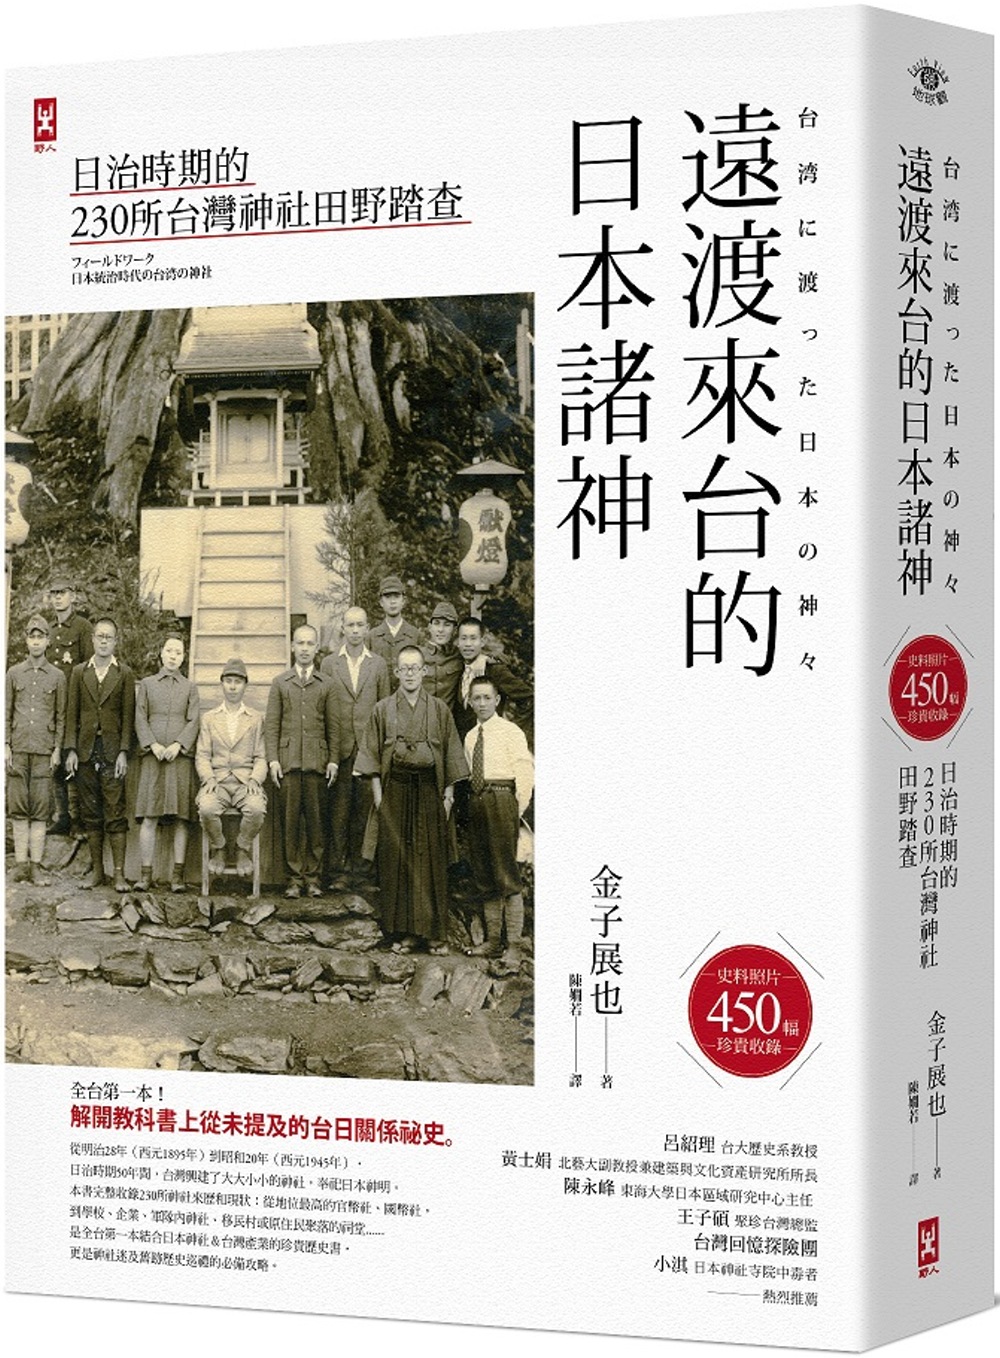 野人
日治時期的
230所台灣神社田野踏查
フィールドワーク
日本統治時代の台湾の神社
台湾に渡った日本の神々
遠渡來台的
日本諸神
獻燈
金子展也——著
陳嫺若——譯
史料照片
450幅
珍貴收錄
全台第一本！
解開教科書上從未提及的台日關係祕史。
從明治28年（西元1895年）到昭和20年（西元1945年），
日治時期50年間，台灣興建了大大小小的神社，奉祀日本神明。
本書完整收錄230所神社來歷和現狀：從地位最高的官幣社、國幣社，
到學校、企業、軍隊內神社、移民村或原住民聚落的祠堂……
是全台第一本結合日本神社＆台灣產業的珍貴歷史書，
更是神社迷及舊跡歷史巡禮的必備攻略。
呂紹理 台大歷史系教授
黃士娟 北藝大副教授兼建築與文化資產研究所所長
陳永峰 東海大學日本區域研究中心主任
王子碩 聚珍台灣總監
台灣回憶探險團
小淇 日本神社寺院中毒者
——熱烈推薦
Earth View
地球觀
58
台湾に渡った日本の神々
遠渡來台的日本諸神
史料照片
450幅
珍貴收錄
日治時期的
230所台灣神社
田野踏查
金子展也——著
陳嫺若——譯
野人